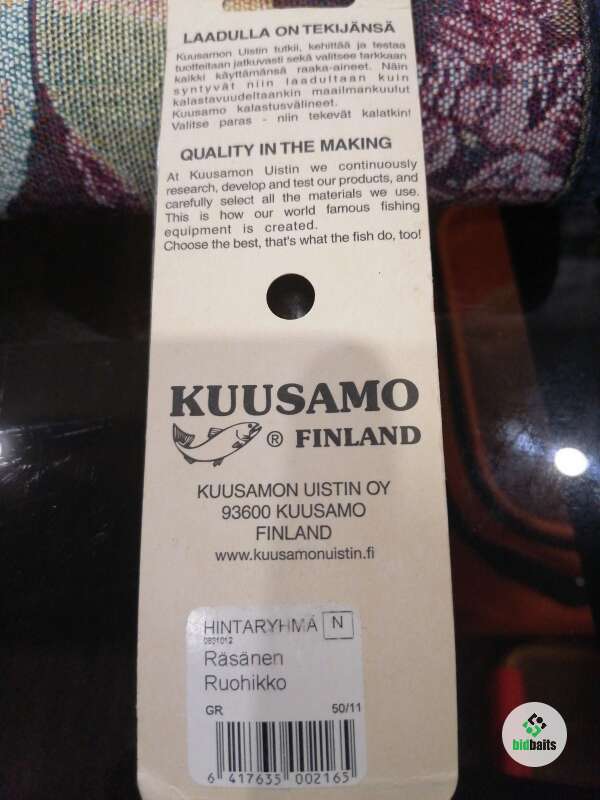 LAADULLA ON TEKIJÄNSÄ
Kuusamon Uistin tutkii, kehittää ja testaa
tuotteitaan jatkuvasti sekä valitsee tarkkaan
kaikki käyttämänsä raaka-aineet. Näin
syntyvät niin laadultaan kuin
kalastavuudeltaankin maailmankuulut
Kuusamo kalastusvälineet.
Valitse paras - niin tekevät kalatkin!
QUALITY IN THE MAKING
At Kuusamon Uistin we continuously
research, develop and test our products, and
carefully select all the materials we use.
This is how our world famous fishing
equipment is created.
Choose the best, that's what the fish do, too!
KUUSAMO
® FINLAND
KUUSAMON UISTIN OY
93600 KUUSAMO
FINLAND
www.kuusamonuistin.fi
HINTARYHMÄ N
0831012
Räsänen
Ruohikko
GR 50/11
6 417635 002165
bidbaits